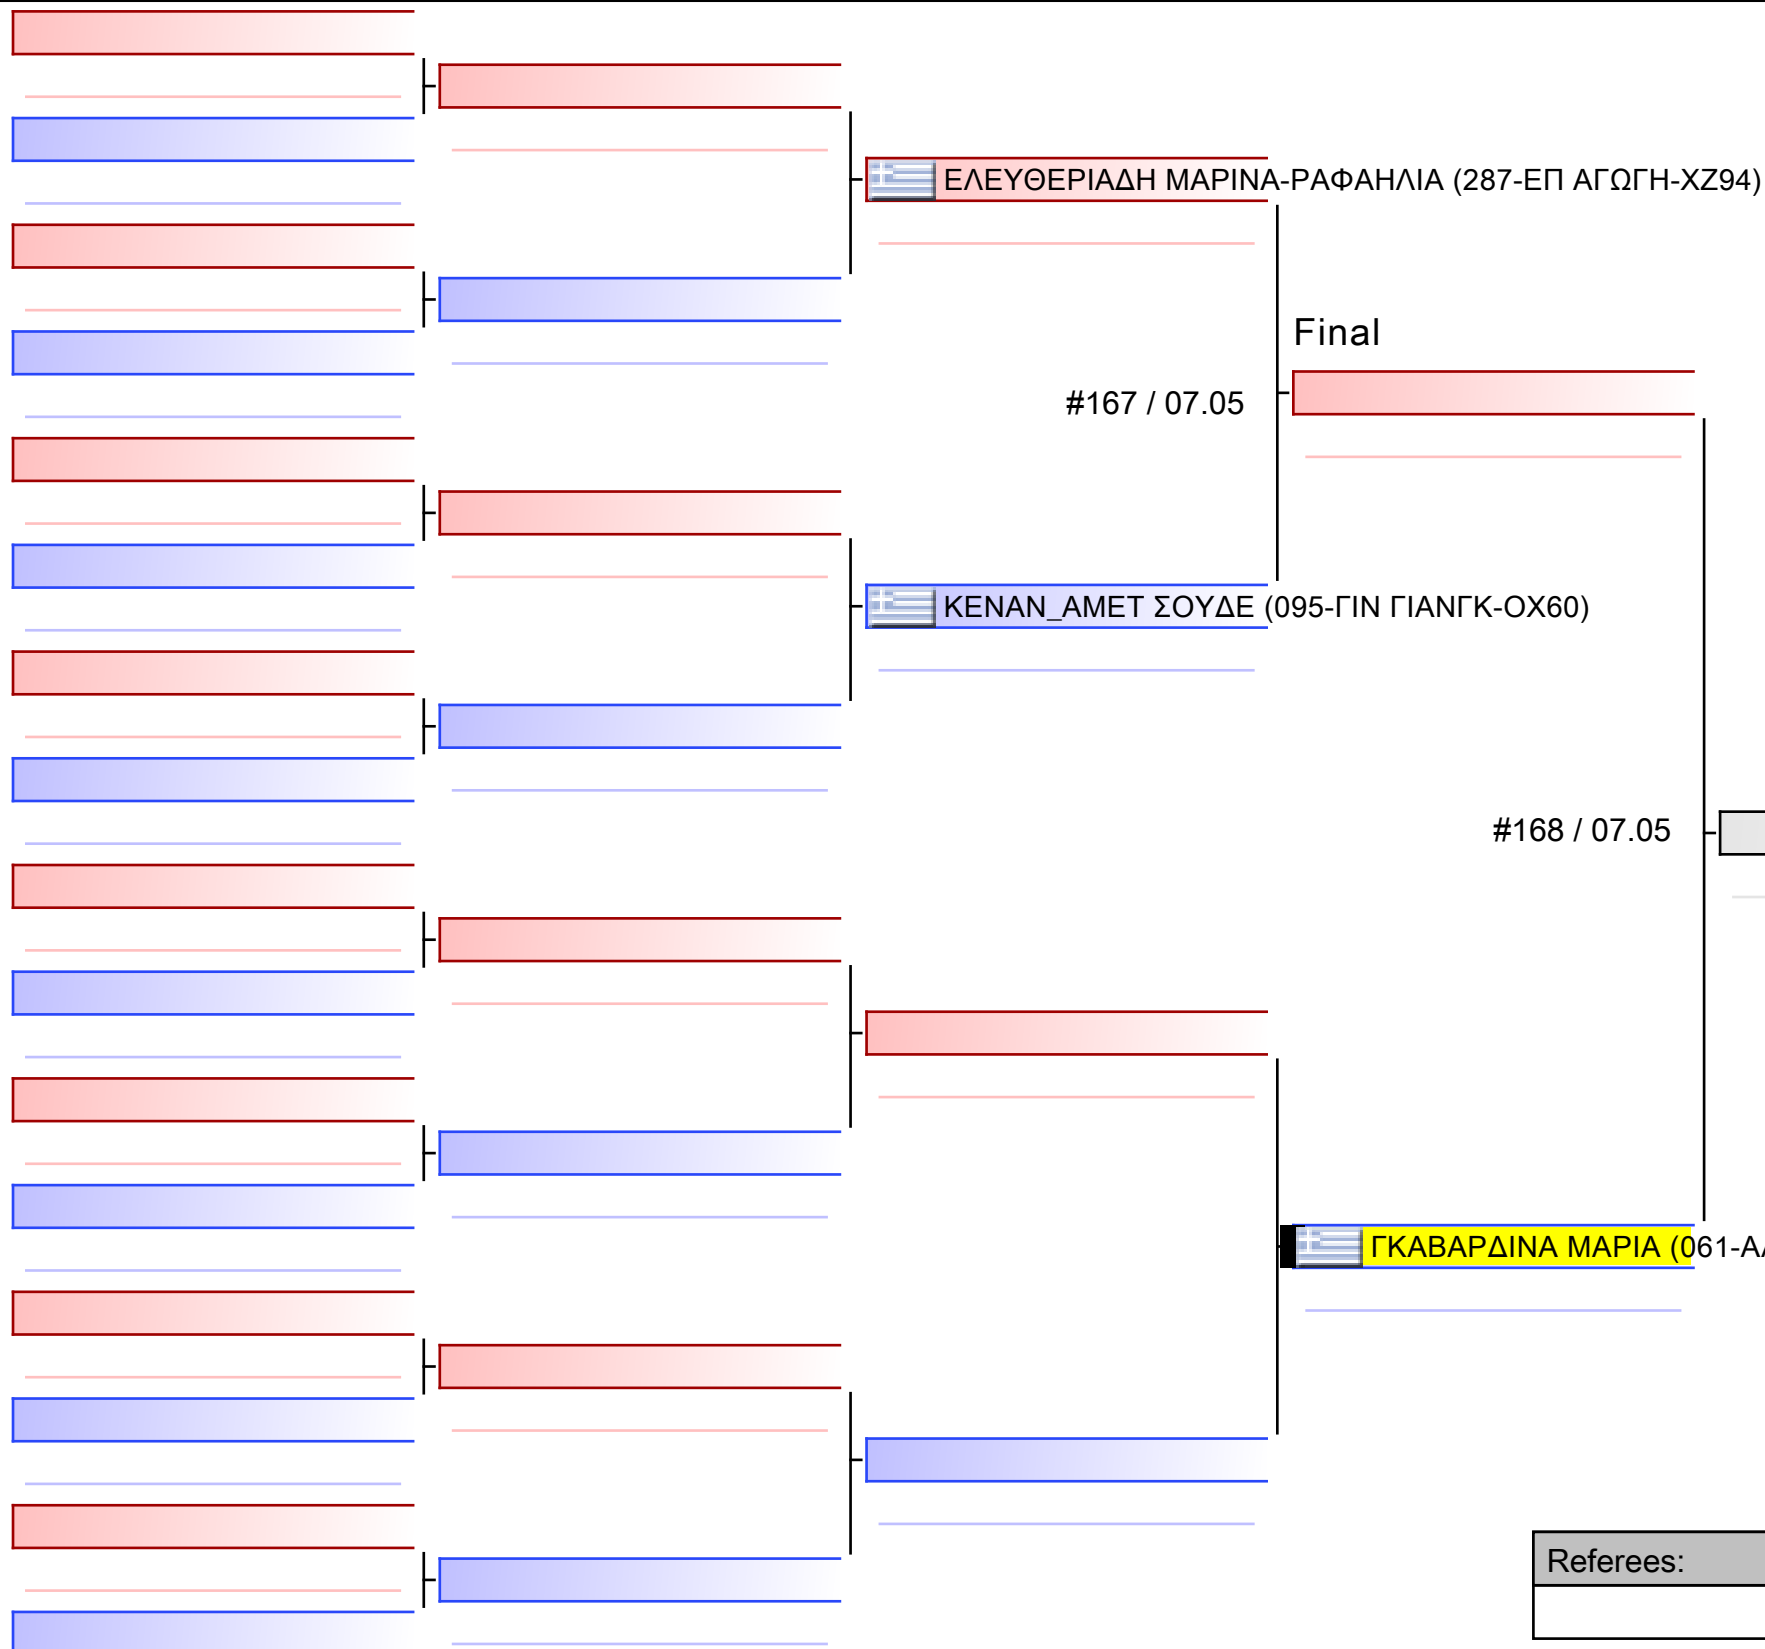 ΕΛΕΥΘΕΡΙΑΔΗ ΜΑΡΙΝΑ-ΡΑΦΑΗΛΙΑ (287-ΕΠ ΑΓΩΓΗ-ΧΖ94)
Final
#167 / 07.05
ΚΕΝΑΝ_ΑΜΕΤ ΣΟΥΔΕ (095-ΓΙΝ ΓΙΑΝΓΚ-ΟΧ60)
#168 / 07.05
ΓΚΑΒΑΡΔΙΝΑ ΜΑΡΙΑ (061-Α
Referees: